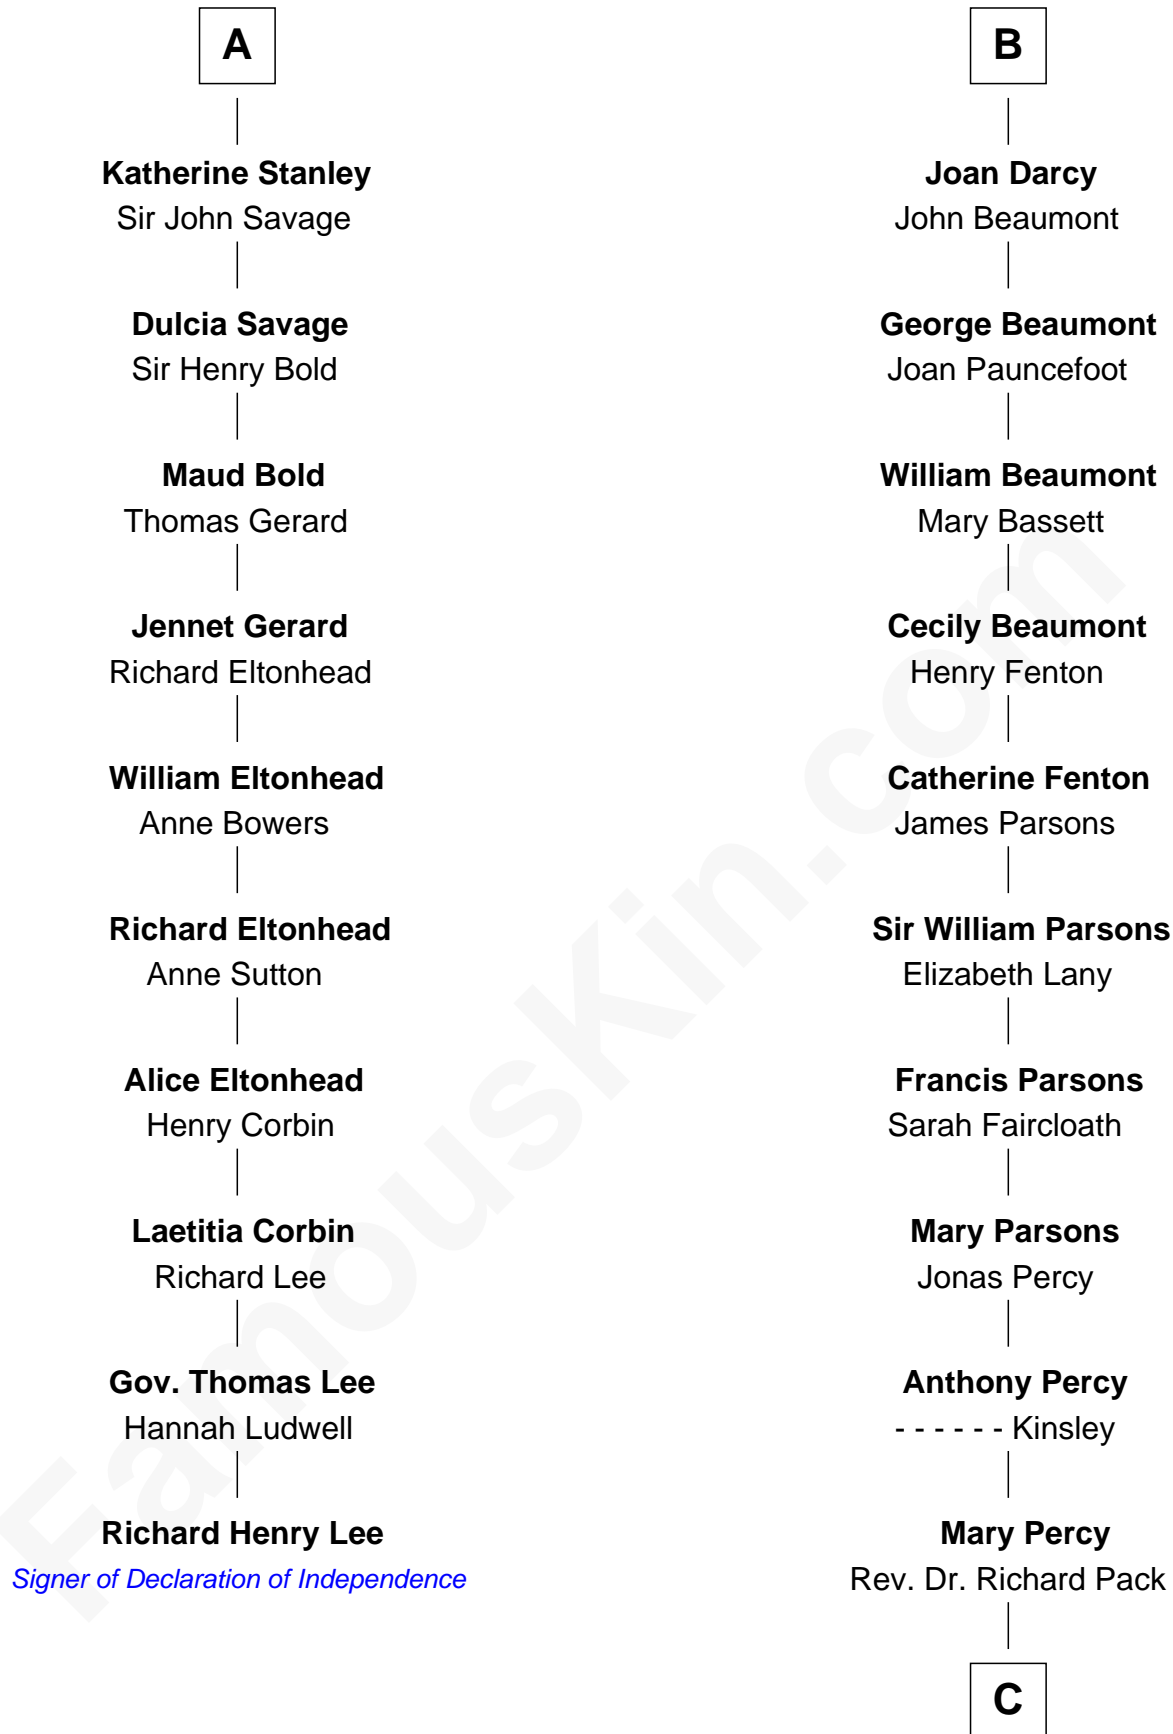 A
Katherine Stanley
Sir John Savage
Dulcia Savage
Sir Henry Bold
Maud Bold
Thomas Gerard
Jennet Gerard
Richard Eltonhead
William Eltonhead
Anne Bowers
Richard Eltonhead
Anne Sutton
Alice Eltonhead
Henry Corbin
Laetitia Corbin
Richard Lee
Gov. Thomas Lee
Hannah Ludwell
Richard Henry Lee
Signer of Declaration of Independence
B
Joan Darcy
John Beaumont
George Beaumont
Joan Pauncefoot
William Beaumont
Mary Bassett
Cecily Beaumont
Henry Fenton
Catherine Fenton
James Parsons
Sir William Parsons
Elizabeth Lany
Francis Parsons
Sarah Faircloath
Mary Parsons
Jonas Percy
Anthony Percy
- - - - - - Kinsley
Mary Percy
Rev. Dr. Richard Pack
C
FamousKin.com